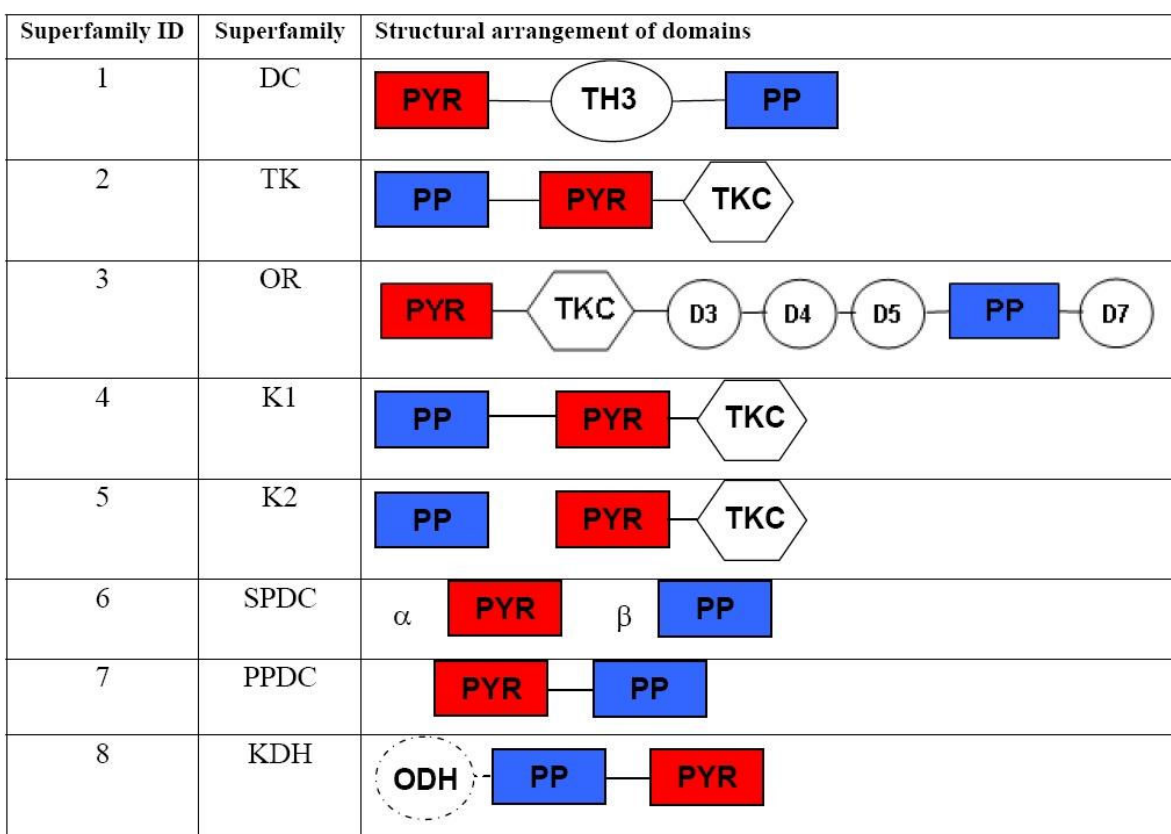 Superfamily ID Superfamily Structural arrangement of domains
1 DC PYR TH3 PP
2 TK PP PYR TKC
3 OR PYR TKC D3 D4 D5 PP D7
4 K1 PP PYR TKC
5 K2 PP PYR TKC
6 SPDC α PYR β PP
7 PPDC PYR PP
8 KDH ODH PP PYR